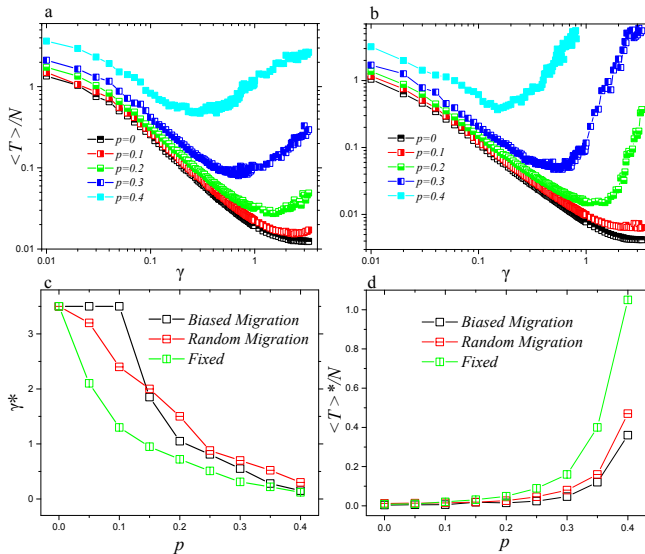 a
<T>/N
1
0.1
0.01
p=0
p=0.1
p=0.2
p=0.3
p=0.4
0.01
0.1
1
γ
b
1
0.1
0.01
p=0
p=0.1
p=0.2
p=0.3
p=0.4
0.01
0.1
1
γ
c
γ*
3
2
1
0
Biased Migration
Random Migration
Fixed
0.0
0.1
0.2
0.3
0.4
p
d
<T>*/N
1.0
0.8
0.6
0.4
0.2
0.0
Biased Migration
Random Migration
Fixed
0.0
0.1
0.2
0.3
0.4
p